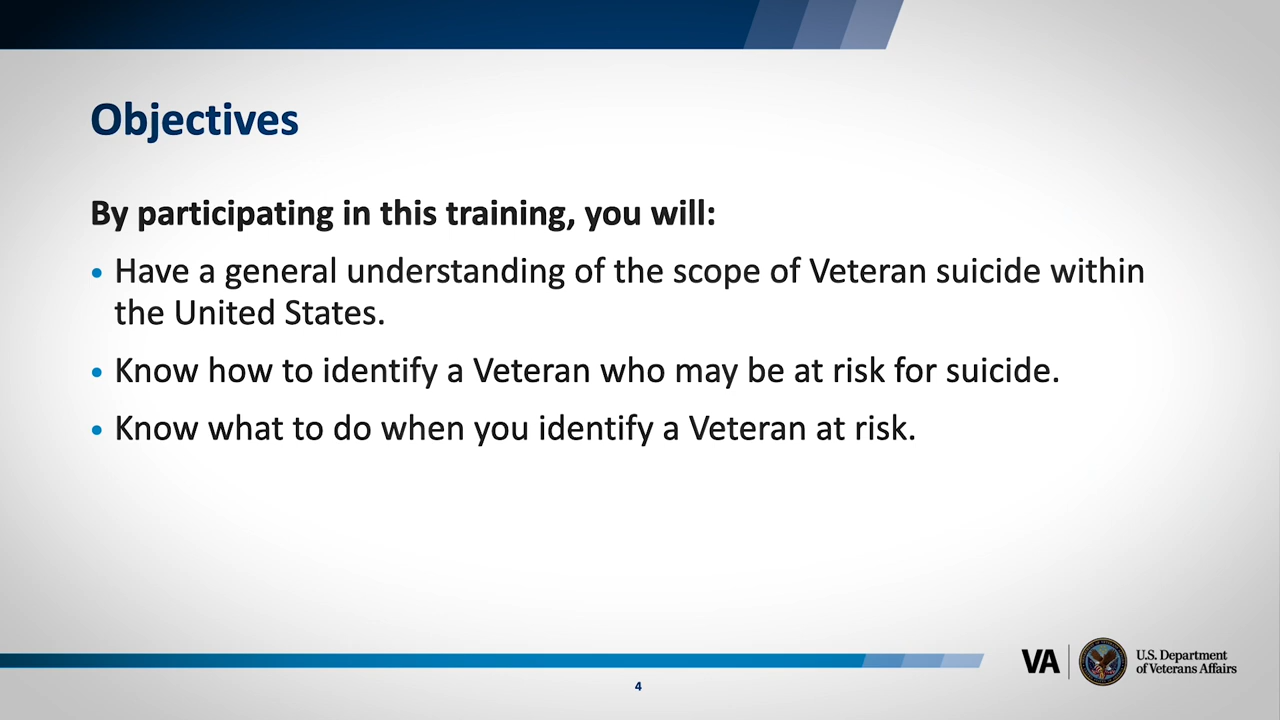 Objectives
By participating in this training, you will:
• Have a general understanding of the scope of Veteran suicide within
the United States.
• Know how to identify a Veteran who may be at risk for suicide.
• Know what to do when you identify a Veteran at risk.
VA
U.S. Department
of Veterans Affairs
4